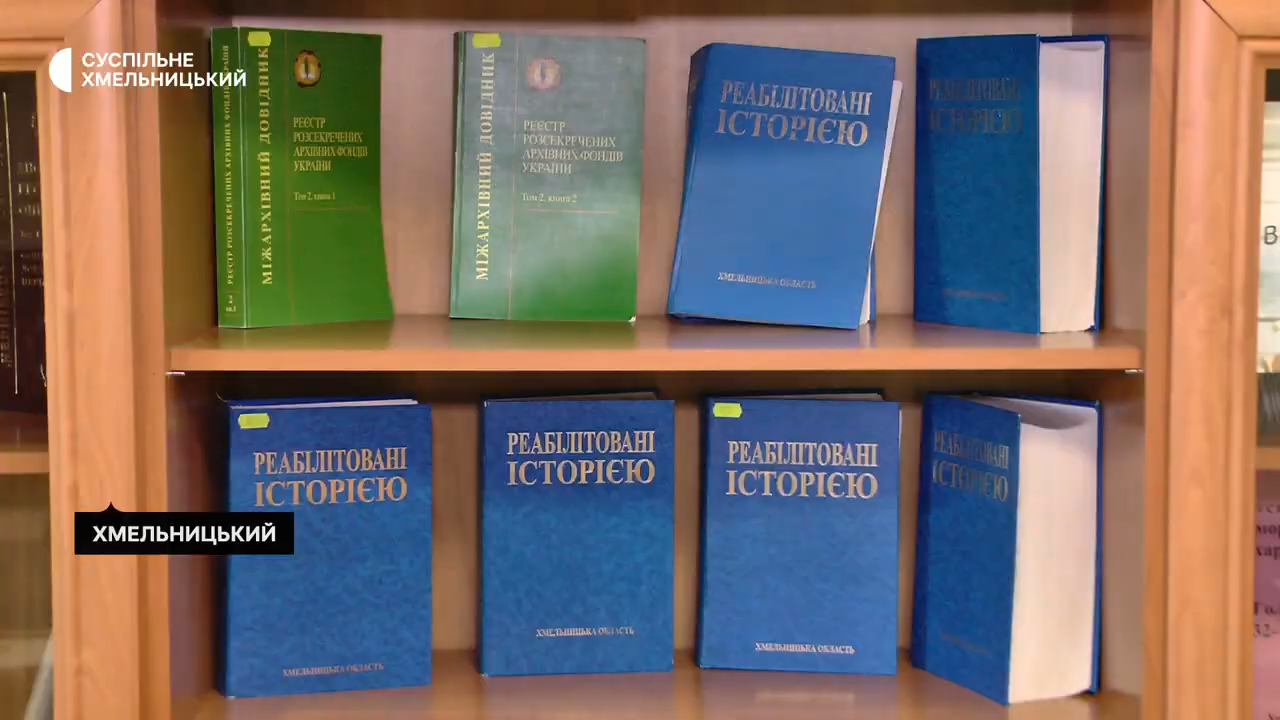 СУСПІЛЬНЕ
ХМЕЛЬНИЦЬКИЙ
РЕЄСТР РОЗСЕКРЕЧЕНИХ АРХІВНИХ ФОНДІВ УКРАЇНИ
МІЖАРХІВНИЙ ДОВІДНИК
РЕЄСТР
РОЗСЕКРЕЧЕНИХ
АРХІВНИХ ФОНДІВ
УКРАЇНИ
Том 2, книга 1
МІЖАРХІВНИЙ ДОВІДНИК
РЕЄСТР
РОЗСЕКРЕЧЕНИХ
АРХІВНИХ ФОНДІВ
УКРАЇНИ
Том 2, книга 2
РЕАБІЛІТОВАНІ
ІСТОРІЄЮ
ХМЕЛЬНИЦЬКА ОБЛАСТЬ
РЕАБІЛІТОВАНІ
ІСТОРІЄЮ
РЕАБІЛІТОВАНІ
ІСТОРІЄЮ
ХМЕЛЬНИЦЬКА ОБЛАСТЬ
РЕАБІЛІТОВАНІ
ІСТОРІЄЮ
ХМЕЛЬНИЦЬКА ОБЛАСТЬ
РЕАБІЛІТОВАНІ
ІСТОРІЄЮ
ХМЕЛЬНИЦЬКА ОБЛАСТЬ
РЕАБІЛІТОВАНІ
ІСТОРІЄЮ
ХМЕЛЬНИЦЬКИЙ